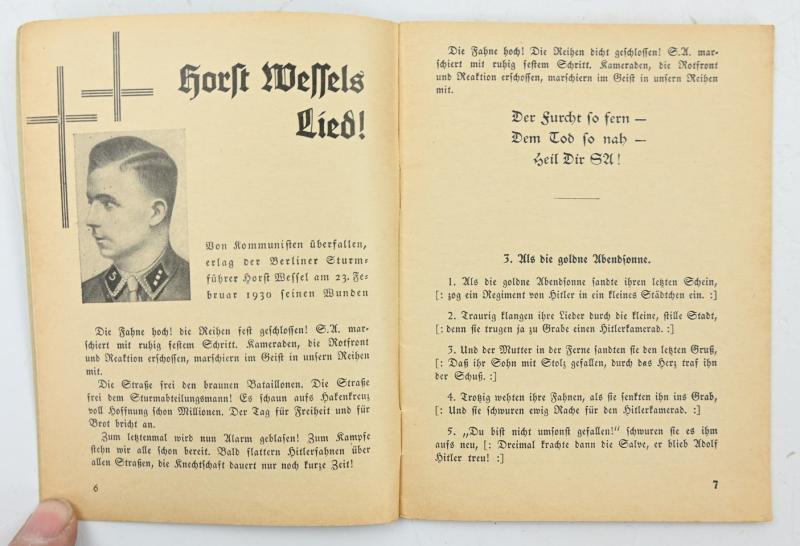 Horst Wessels
Lied!
Von Kommunisten überfallen,
erlag der Berliner Sturm-
führer Horst Wessel am 23. Fe-
bruar 1930 seinen Wunden
Die Fahne hoch! die Reihen fest geschlossen! S.A. mar-
schiert mit ruhig festem Schritt. Kameraden, die Rotfront
und Reaktion erschossen, marschiern im Geist in unsern Reihen
mit.
Die Straße frei den braunen Bataillonen. Die Straße
frei dem Sturmabteilungsmann! Es schaun aufs Hakenkreuz
voll Hoffnung schon Millionen. Der Tag für Freiheit und für
Brot bricht an.
Zum letztenmal wird nun Alarm geblasen! Zum Kampfe
stehn wir alle schon bereit. Bald flattern Hitlerfahnen über
allen Straßen, die Knechtschaft dauert nur noch kurze Zeit!
6
Die Fahne hoch! Die Reihen dicht geschlossen! S.A. mar-
schiert mit ruhig festem Schritt. Kameraden, die Rotfront
und Reaktion erschossen, marschiern im Geist in unsern Reihen
mit.
Der Furcht so fern —
Dem Tod so nah —
Heil Dir SA!
3. Als die goldne Abendsonne.
1. Als die goldne Abendsonne sandte ihren letzten Schein,
[: zog ein Regiment von Hitler in ein kleines Städtchen ein. :]
2. Traurig klangen ihre Lieder durch die kleine, stille Stadt,
[: denn sie trugen ja zu Grabe einen Hitlerkamerad. :]
3. Und der Mutter in der Ferne sandten sie den letzten Gruß,
[: Daß ihr Sohn mit Stolz gefallen, durch das Herz traf ihn
der Schuß. :]
4. Trotzig wehten ihre Fahnen, als sie senkten ihn ins Grab,
[: Und sie schwuren ewig Rache für den Hitlerkamerad. :]
5. „Du bist nicht umsonst gefallen!“ schwuren sie es ihm
aufs neu, [: Dreimal krachte dann die Salve, er blieb Adolf
Hitler treu! :]
7